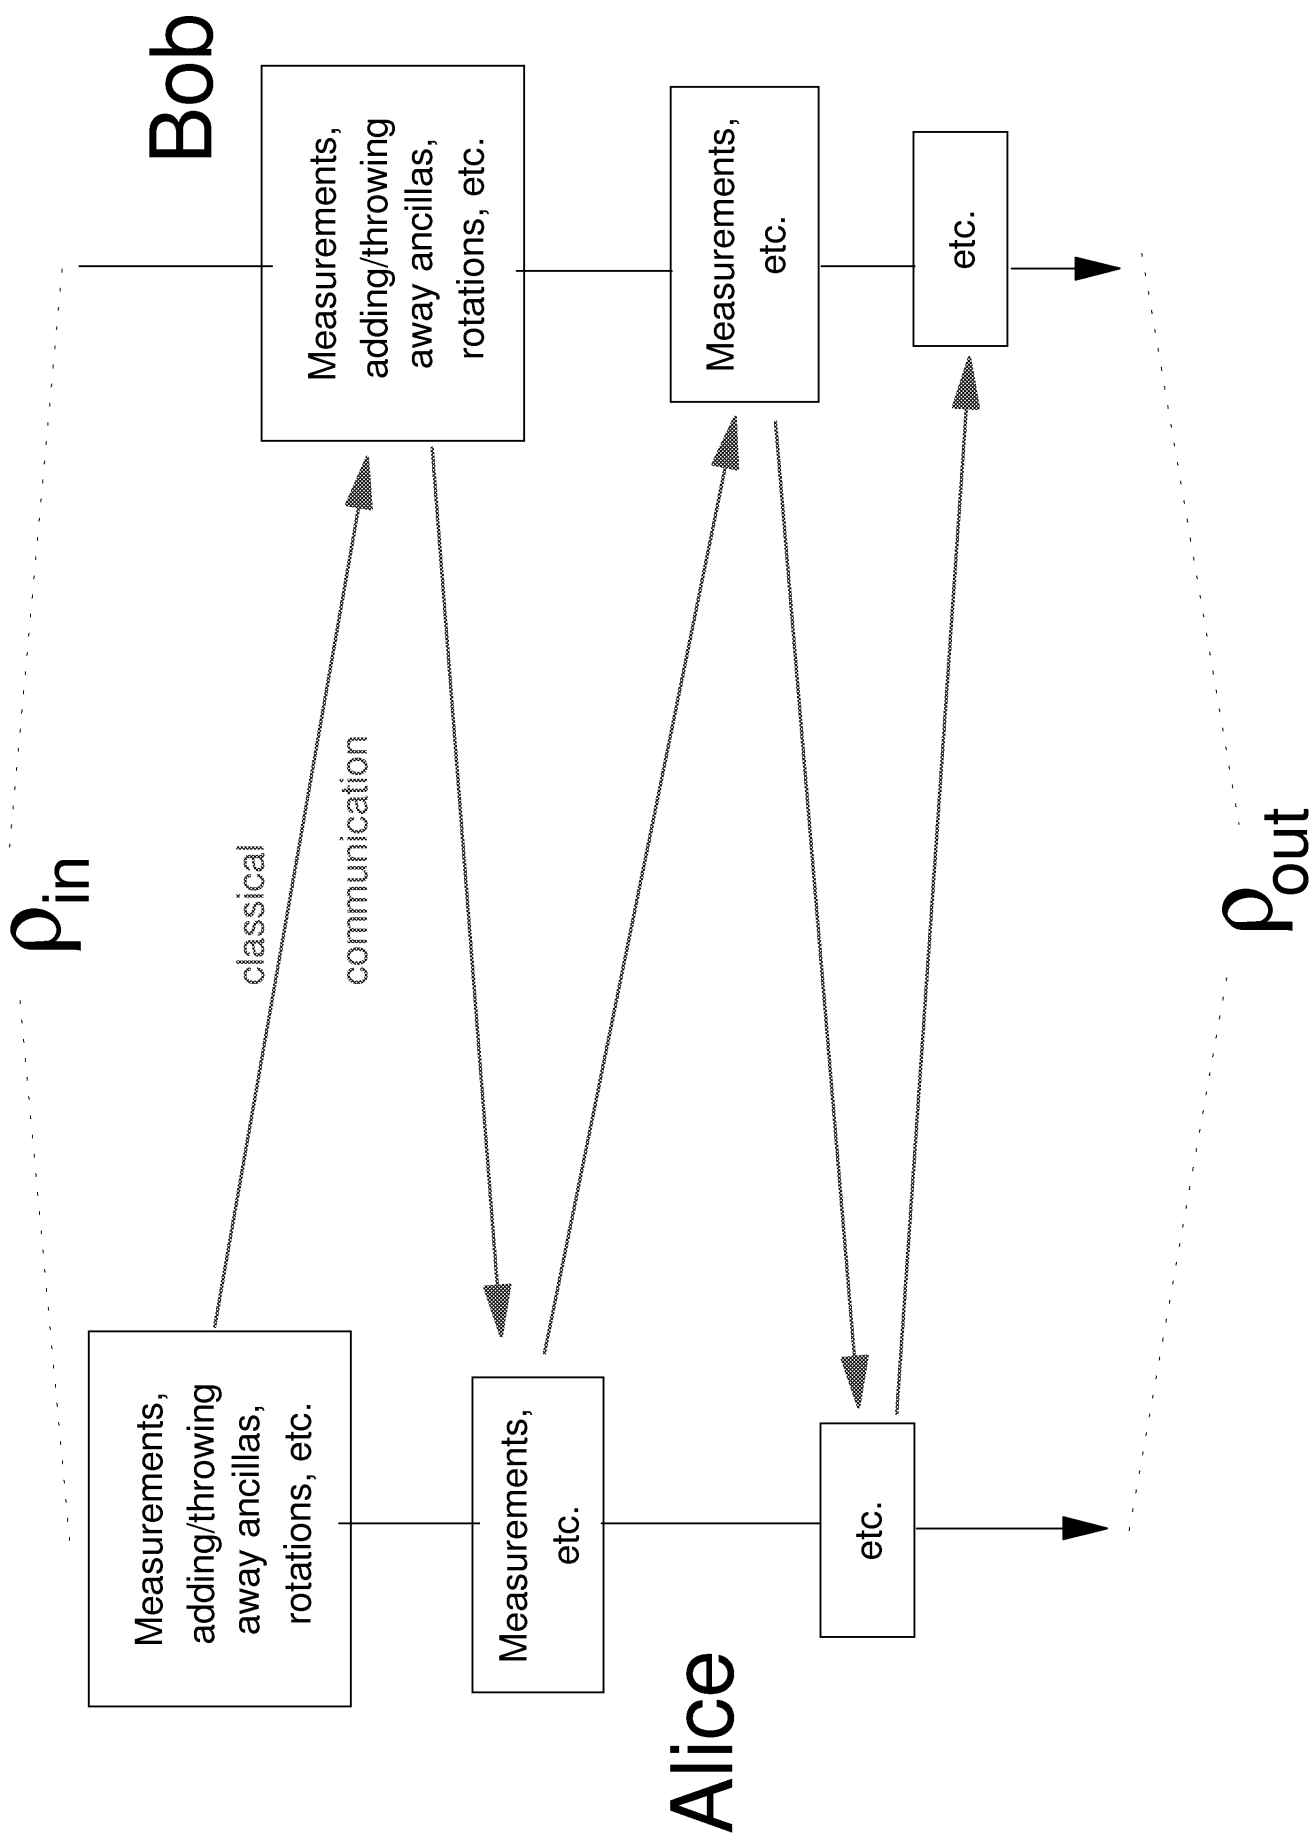 ρin
Bob
Measurements,
adding/throwing
away ancillas,
rotations, etc.
classical
communication
Measurements,
adding/throwing
away ancillas,
rotations, etc.
Measurements,
etc.
Alice
Measurements,
etc.
etc.
etc.
ρout